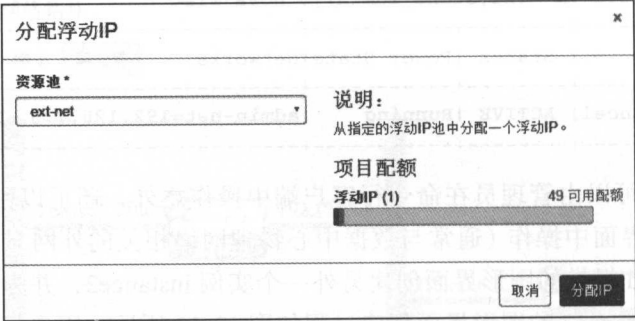 分配浮动IP
×
资源池 *
ext-net
说明：
从指定的浮动IP池中分配一个浮动IP。
项目配额
浮动IP (1) 49 可用配额
取消 分配IP